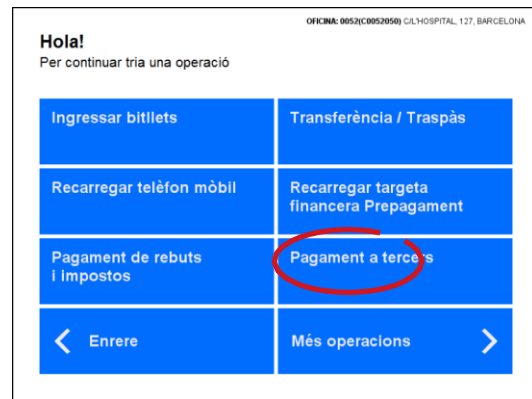 OFICINA: 0052(C0052050) C/L'HOSPITAL, 127, BARCELONA
Hola!
Per continuar tria una operació
Ingressar bitllets
Transferència / Traspàs
Recarregar telèfon mòbil
Recarregar targeta
financera Prepagament
Pagament de rebuts
i impostos
Pagament a tercers
Enrere
Més operacions